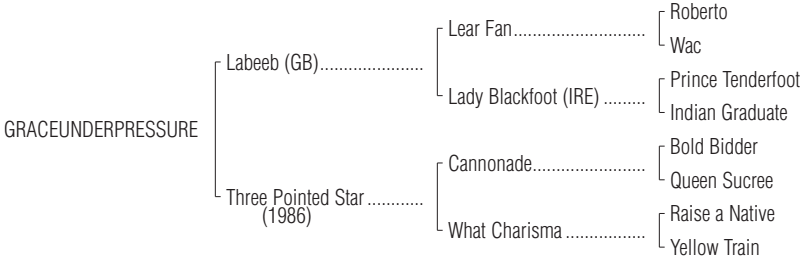 Roberto
Lear Fan............................
Wac
Labeeb (GB)......................
Prince Tenderfoot
Lady Blackfoot (IRE) .........
Indian Graduate
GRACEUNDERPRESSURE
Bold Bidder
Cannonade........................
Queen Sucree
Three Pointed Star ............
(1986)
Raise a Native
What Charisma .................
Yellow Train